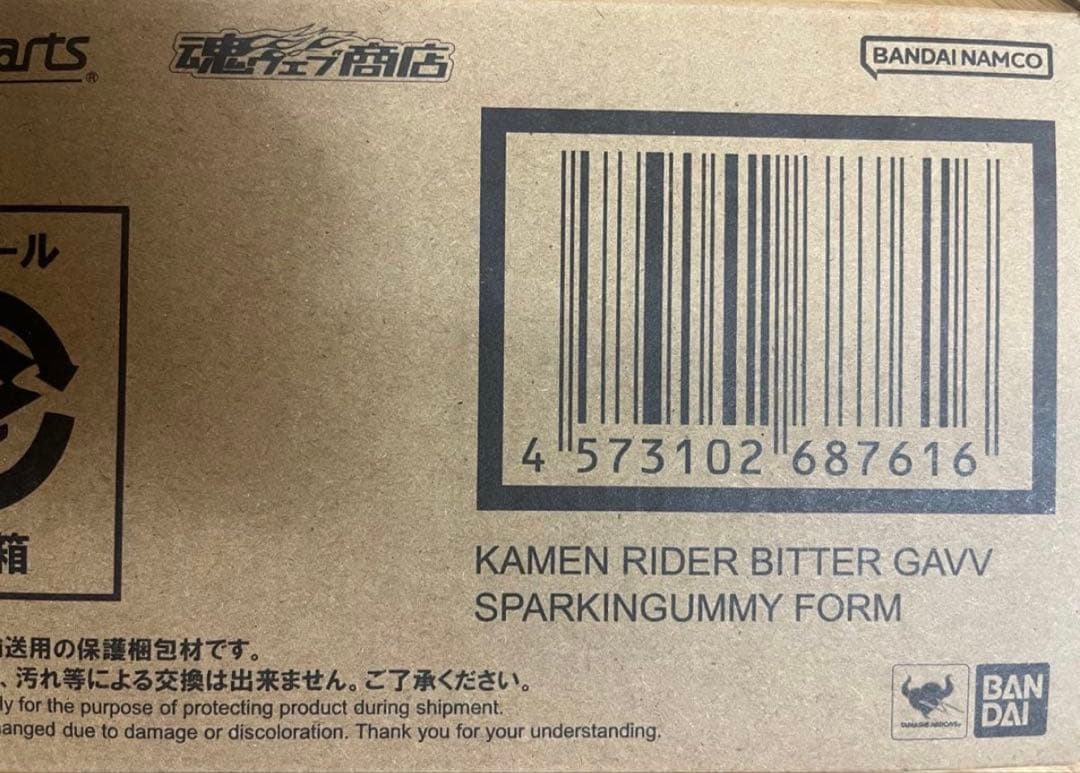 arts®
魂ウェブ商店
BANDAI NAMCO
ール
箱
4 573102 687616
KAMEN RIDER BITTER GAVV
SPARKINGUMMY FORM
送用の保護梱包材です。
、汚れ等による交換は出来ません。ご了承ください。
ly for the purpose of protecting product during shipment.
anged due to damage or discoloration. Thank you for your understanding.
TAMASHII NATIONS
BAN
DAI